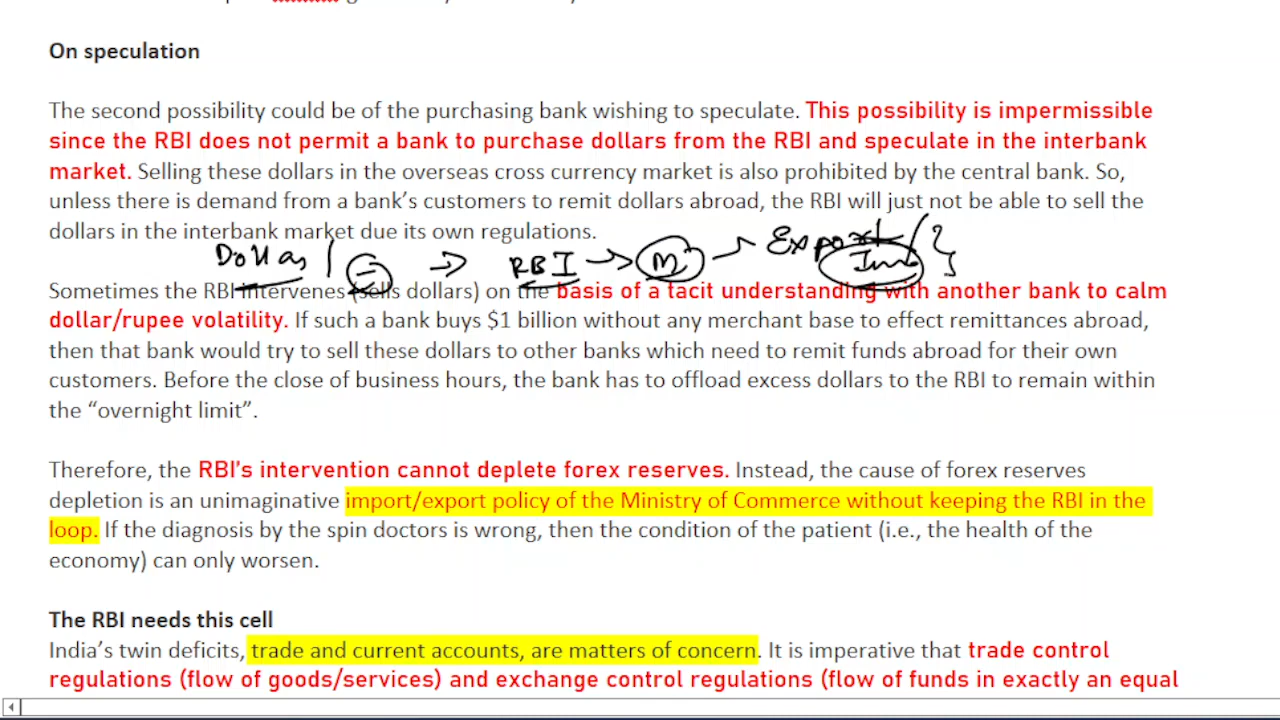 On speculation
The second possibility could be of the purchasing bank wishing to speculate. This possibility is impermissible
since the RBI does not permit a bank to purchase dollars from the RBI and speculate in the interbank
market. Selling these dollars in the overseas cross currency market is also prohibited by the central bank. So,
unless there is demand from a bank's customers to remit dollars abroad, the RBI will just not be able to sell the
dollars in the interbank market due its own regulations.
RBI
Sometimes the RBI intervenes (sells dollars) on the basis of a tacit understanding with another bank to calm
dollar/rupee volatility. If such a bank buys $1 billion without any merchant base to effect remittances abroad,
then that bank would try to sell these dollars to other banks which need to remit funds abroad for their own
customers. Before the close of business hours, the bank has to offload excess dollars to the RBI to remain within
the “overnight limit”.
Therefore, the RBI's intervention cannot deplete forex reserves. Instead, the cause of forex reserves
depletion is an unimaginative import/export policy of the Ministry of Commerce without keeping the RBI in the
loop. If the diagnosis by the spin doctors is wrong, then the condition of the patient (i.e., the health of the
economy) can only worsen.
The RBI needs this cell
India's twin deficits, trade and current accounts, are matters of concern. It is imperative that trade control
regulations (flow of goods/services) and exchange control regulations (flow of funds in exactly an equal